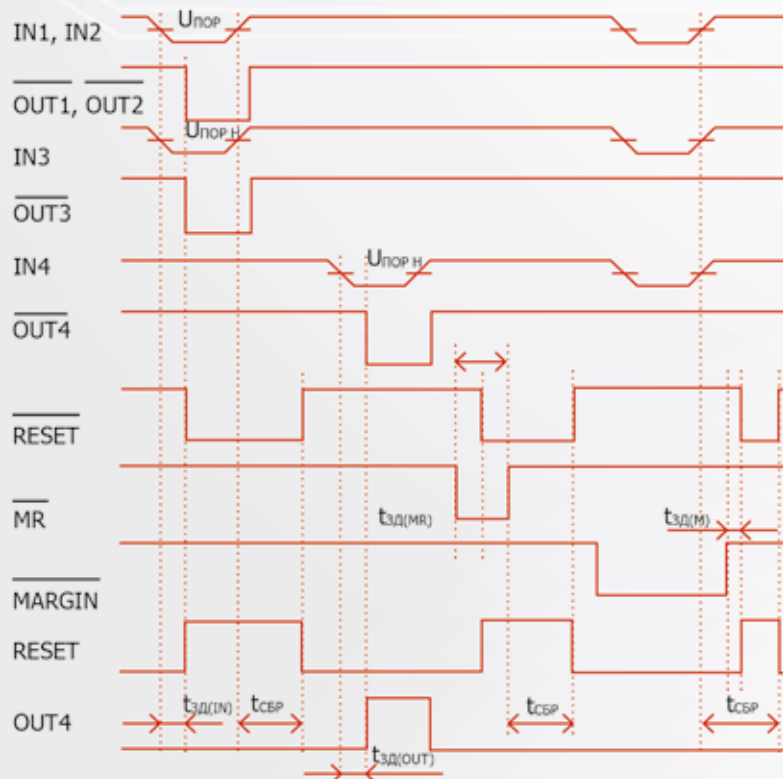 IN1, IN2
UПОР
OUT1, OUT2
UПОР Н
IN3
OUT3
IN4
UПОР Н
OUT4
RESET
MR
tЗД(MR)
tЗД(M)
MARGIN
RESET
OUT4
tЗД(IN)
tСБР
tСБР
tСБР
tЗД(OUT)